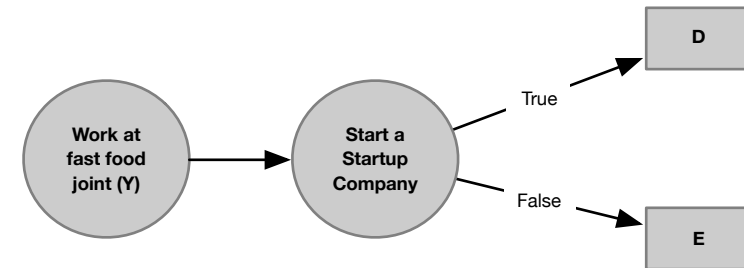 Work at
fast food
joint (Y)
Start a
Startup
Company
True
False
D
E